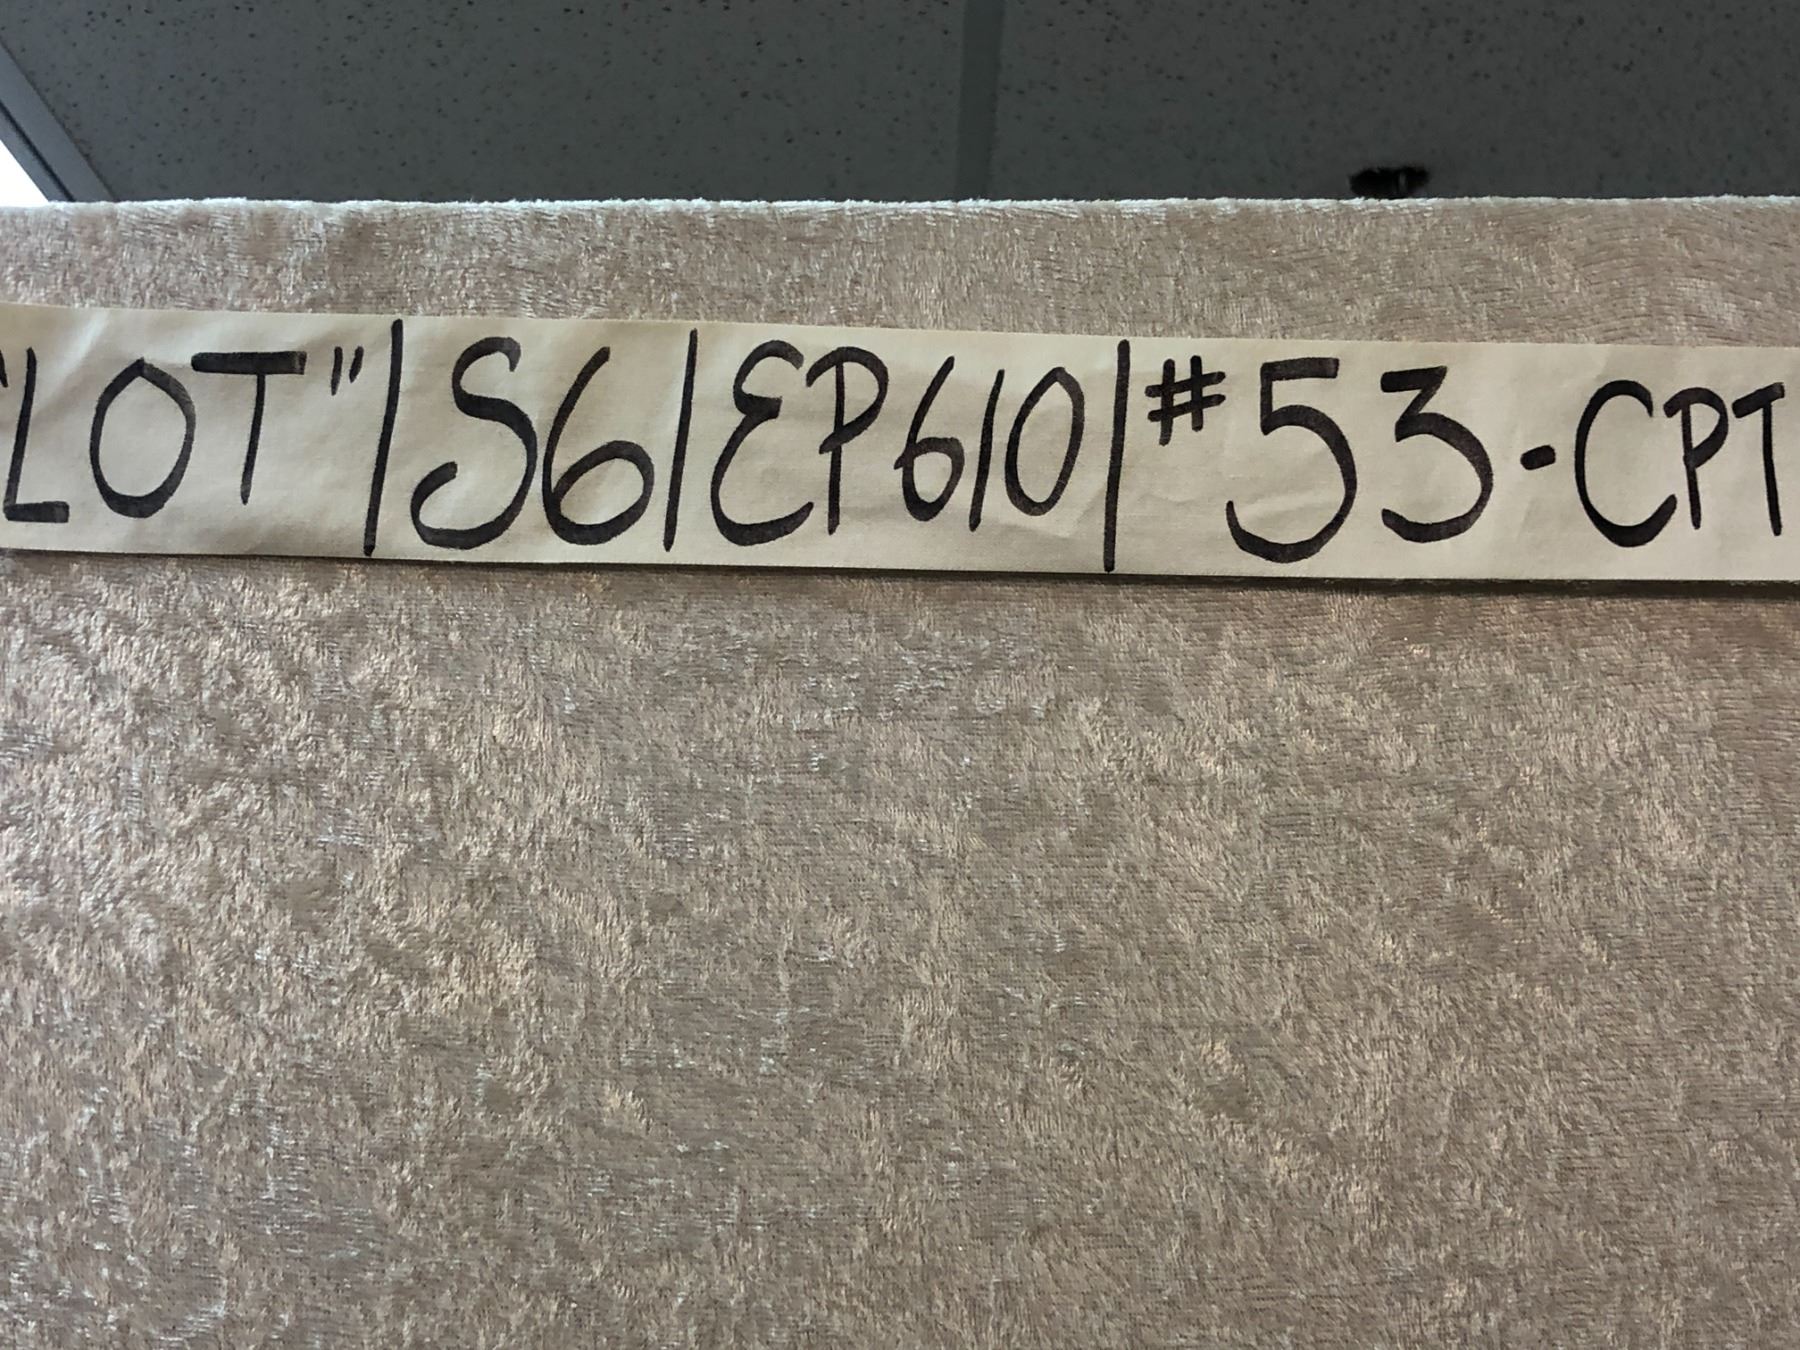 "LOT" | S6 | EP610 | #53-CPT